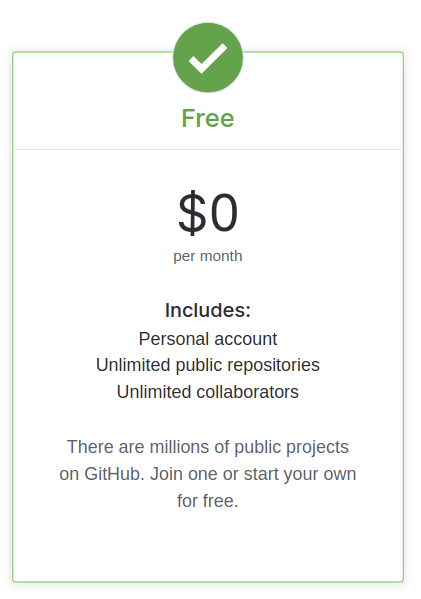 Free
$0
per month
Includes:
Personal account
Unlimited public repositories
Unlimited collaborators
There are millions of public projects
on GitHub. Join one or start your own
for free.